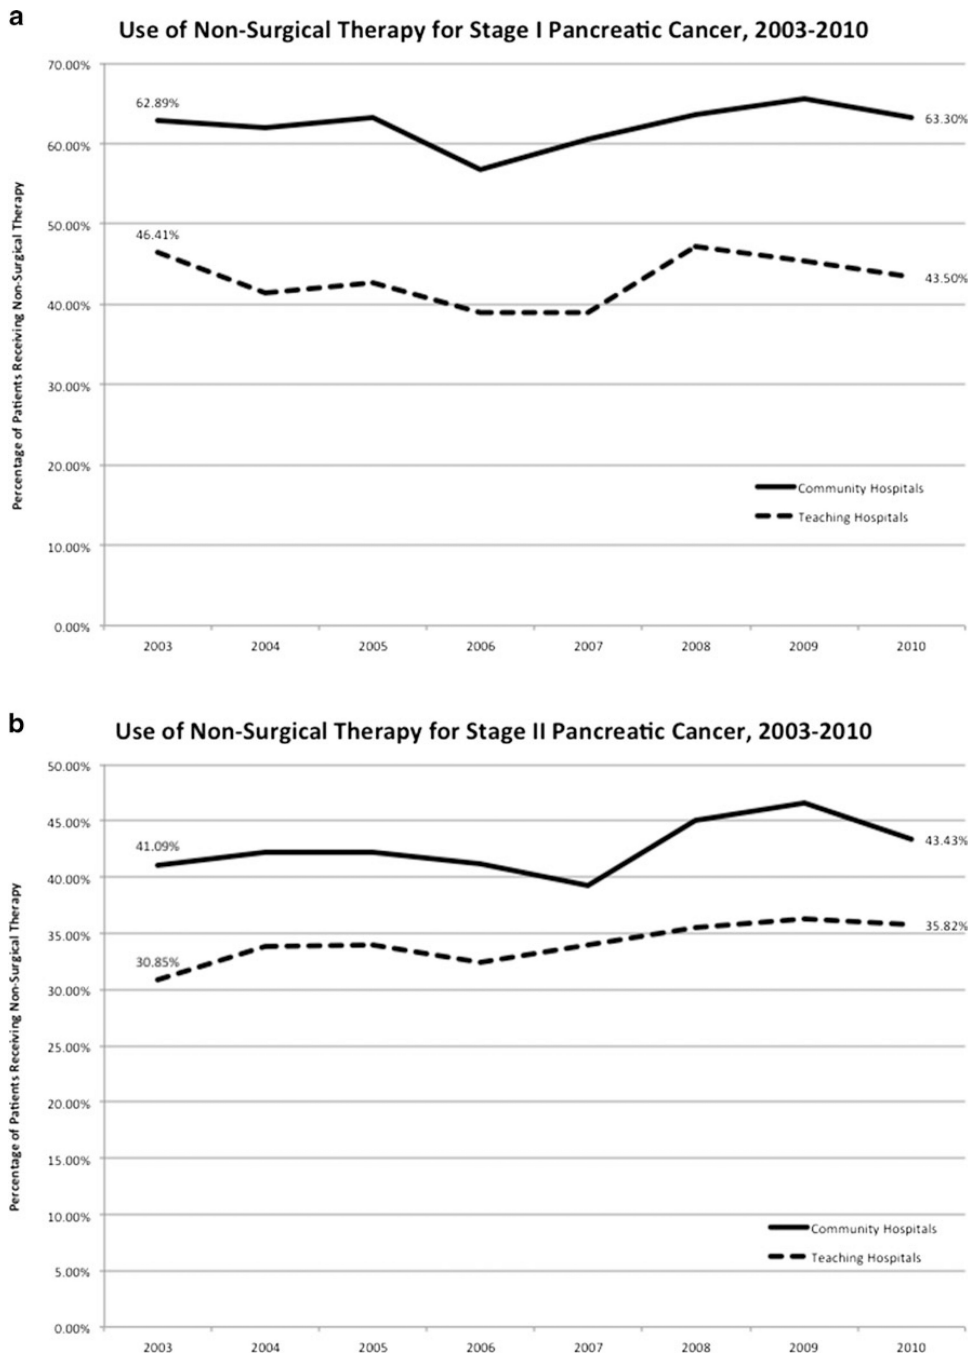 a
Use of Non-Surgical Therapy for Stage I Pancreatic Cancer, 2003-2010
Percentage of Patients Receiving Non-Surgical Therapy
70.00%
60.00%
50.00%
40.00%
30.00%
20.00%
10.00%
0.00%
62.89%
63.30%
46.41%
43.50%
Community Hospitals
Teaching Hospitals
2003 2004 2005 2006 2007 2008 2009 2010
b
Use of Non-Surgical Therapy for Stage II Pancreatic Cancer, 2003-2010
Percentage of Patients Receiving Non-Surgical Therapy
50.00%
45.00%
40.00%
35.00%
30.00%
25.00%
20.00%
15.00%
10.00%
5.00%
0.00%
41.09%
43.43%
30.85%
35.82%
Community Hospitals
Teaching Hospitals
2003 2004 2005 2006 2007 2008 2009 2010